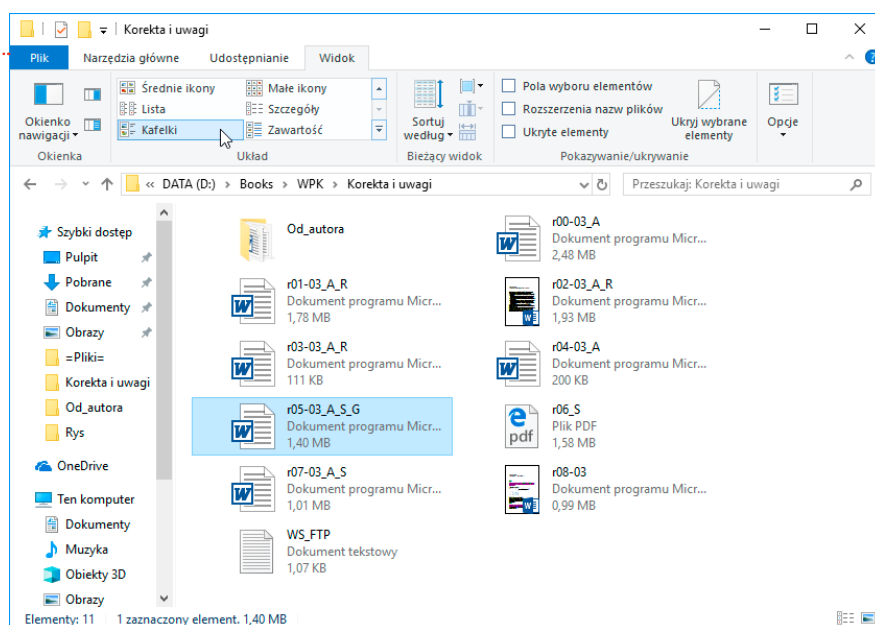 Korekta i uwagi
Plik Narzędzia główne Udostępnianie Widok
Okienko nawigacji
Okienka
Średnie ikony Małe ikony
Lista Szczegóły
Kafelki Zawartość
Układ
Sortuj według
Bieżący widok
Pola wyboru elementów
Rozszerzenia nazw plików
Ukryte elementy
Ukryj wybrane elementy
Pokazywanie/ukrywanie
Opcje
« DATA (D:) > Books > WPK > Korekta i uwagi
Przeszukaj: Korekta i uwagi
Szybki dostęp
Pulpit
Pobrane
Dokumenty
Obrazy
=Pliki=
Korekta i uwagi
Od_autora
Rys
OneDrive
Ten komputer
Dokumenty
Muzyka
Obiekty 3D
Obrazy
Od_autora
r00-03_A
Dokument programu Micr...
2,48 MB
r01-03_A_R
Dokument programu Micr...
1,78 MB
r02-03_A_R
Dokument programu Micr...
1,93 MB
r03-03_A_R
Dokument programu Micr...
111 KB
r04-03_A
Dokument programu Micr...
200 KB
r05-03_A_S_G
Dokument programu Micr...
1,40 MB
pdf
r06_S
Plik PDF
1,58 MB
r07-03_A_S
Dokument programu Micr...
1,01 MB
r08-03
Dokument programu Micr...
0,99 MB
WS_FTP
Dokument tekstowy
1,07 KB
Elementy: 11 1 zaznaczony element. 1,40 MB